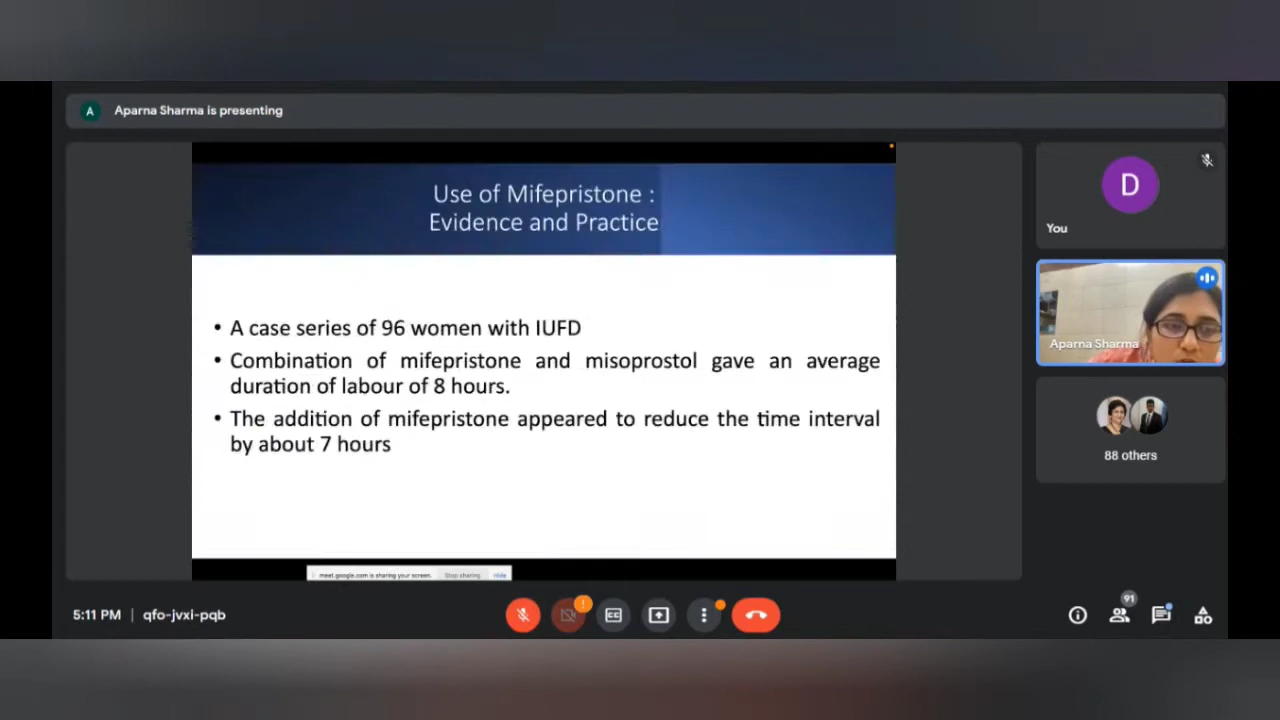 A
Aparna Sharma is presenting
Use of Mifepristone :
Evidence and Practice
• A case series of 96 women with IUFD
• Combination of mifepristone and misoprostol gave an average
duration of labour of 8 hours.
• The addition of mifepristone appeared to reduce the time interval
by about 7 hours
meet.google.com is sharing your screen. Stop sharing Hide
D
You
Aparna Sharma
88 others
5:11 PM | qfo-jvxi-pqb
!
CC
91